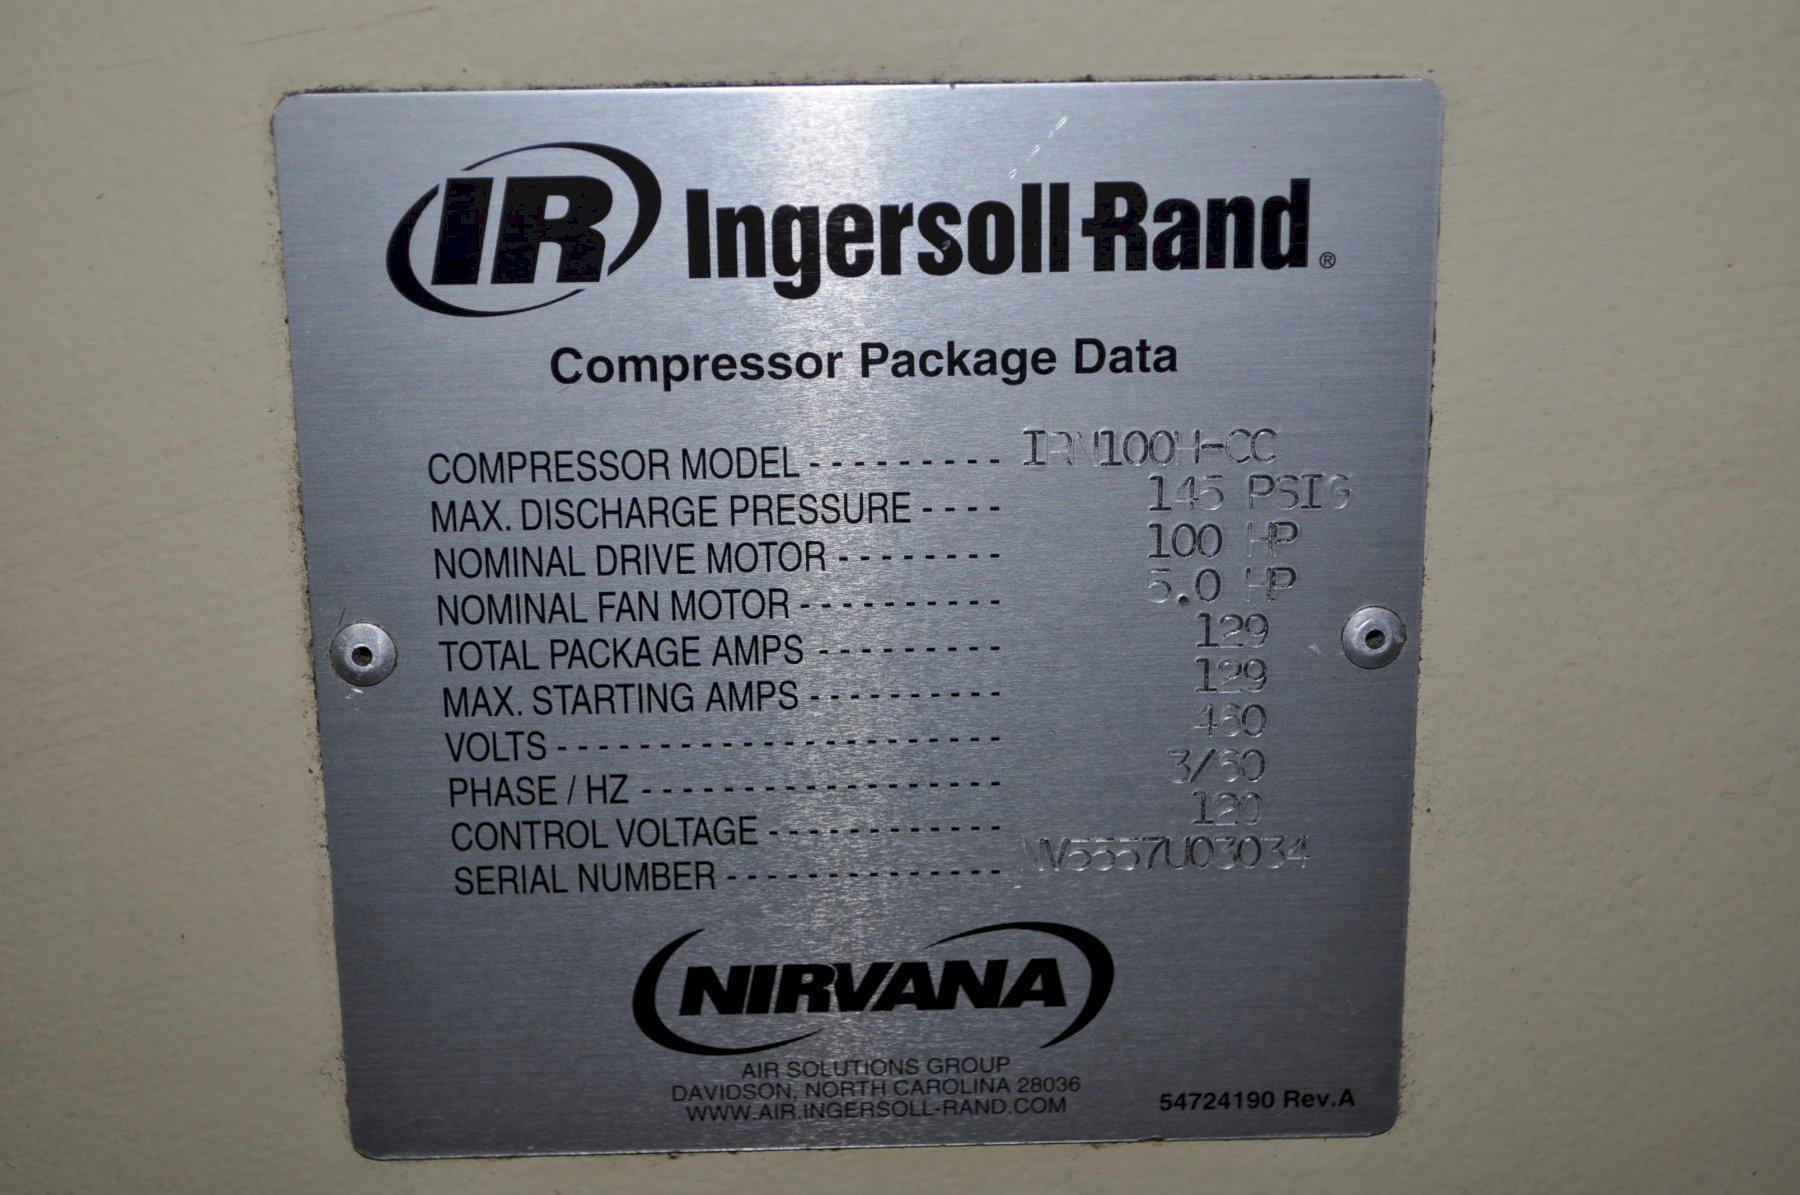 IR Ingersoll-Rand®
Compressor Package Data
COMPRESSOR MODEL - - - - - - - - - - IRN100H-CC
MAX. DISCHARGE PRESSURE - - - - 145 PSIG
NOMINAL DRIVE MOTOR - - - - - - - - 100 HP
NOMINAL FAN MOTOR - - - - - - - - - - 5.0 HP
TOTAL PACKAGE AMPS - - - - - - - - - 129
MAX. STARTING AMPS - - - - - - - - - - 129
VOLTS - - - - - - - - - - - - - - - - - - - - - - 460
PHASE / HZ - - - - - - - - - - - - - - - - - - 3/60
CONTROL VOLTAGE - - - - - - - - - - - - 120
SERIAL NUMBER - - - - - - - - - - - - - -
NIRVANA
AIR SOLUTIONS GROUP
DAVIDSON, NORTH CAROLINA 28036
WWW.AIR.INGERSOLL-RAND.COM
54724190 Rev.A